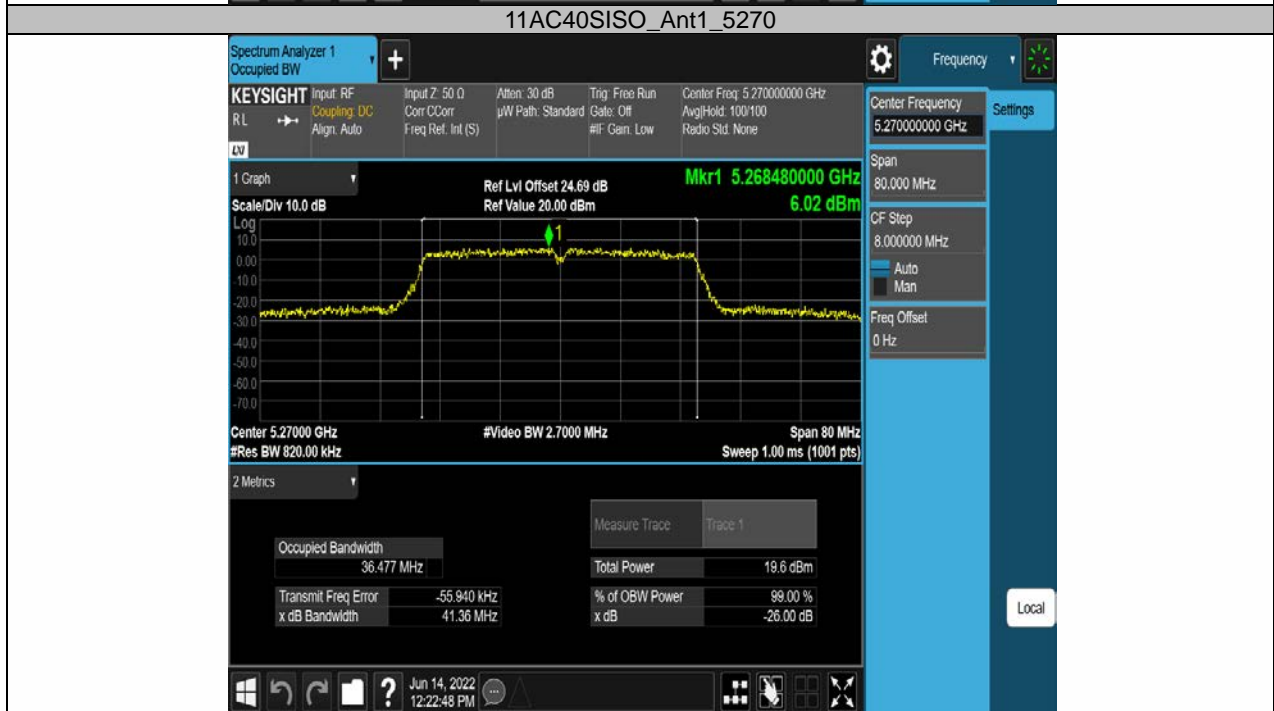 11AC40SISO_Ant1_5270
Spectrum Analyzer 1
Occupied BW
+
Frequency
KEYSIGHT
RL
LXI
Input: RF
Coupling: DC
Align: Auto
Input Z: 50 Ω
Corr CCorr
Freq Ref: Int (S)
Atten: 30 dB
µW Path: Standard
Trig: Free Run
Gate: Off
#IF Gain: Low
Center Freq: 5.270000000 GHz
Avg|Hold: 100/100
Radio Std: None
Center Frequency
5.270000000 GHz
Settings
Span
80.000 MHz
CF Step
8.000000 MHz
Auto
Man
Freq Offset
0 Hz
1 Graph
Scale/Div 10.0 dB
Ref Lvl Offset 24.69 dB
Ref Value 20.00 dBm
Mkr1 5.268480000 GHz
6.02 dBm
Log
10.0
0.00
-10.0
-20.0
-30.0
-40.0
-50.0
-60.0
-70.0
1
Center 5.27000 GHz
#Res BW 820.00 kHz
#Video BW 2.7000 MHz
Span 80 MHz
Sweep 1.00 ms (1001 pts)
2 Metrics
Measure Trace Trace 1
Occupied Bandwidth
36.477 MHz
Total Power 19.6 dBm
Transmit Freq Error -55.940 kHz
% of OBW Power 99.00 %
x dB Bandwidth 41.36 MHz
x dB -26.00 dB
Local
?
Jun 14, 2022
12:22:48 PM